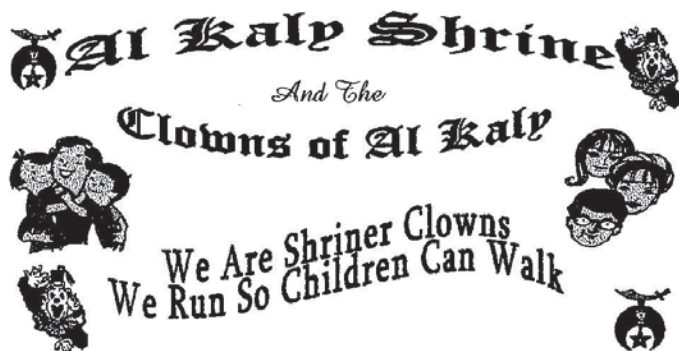 Al Kaly Shrine
And The
Clowns of Al Kaly
We Are Shriner Clowns
We Run So Children Can Walk